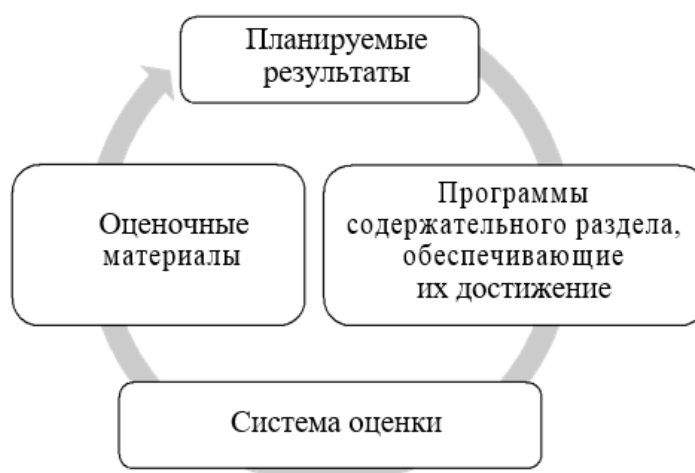 Планируемые
результаты
Оценочные
материалы
Программы
содержательного раздела,
обеспечивающие
их достижение
Система оценки